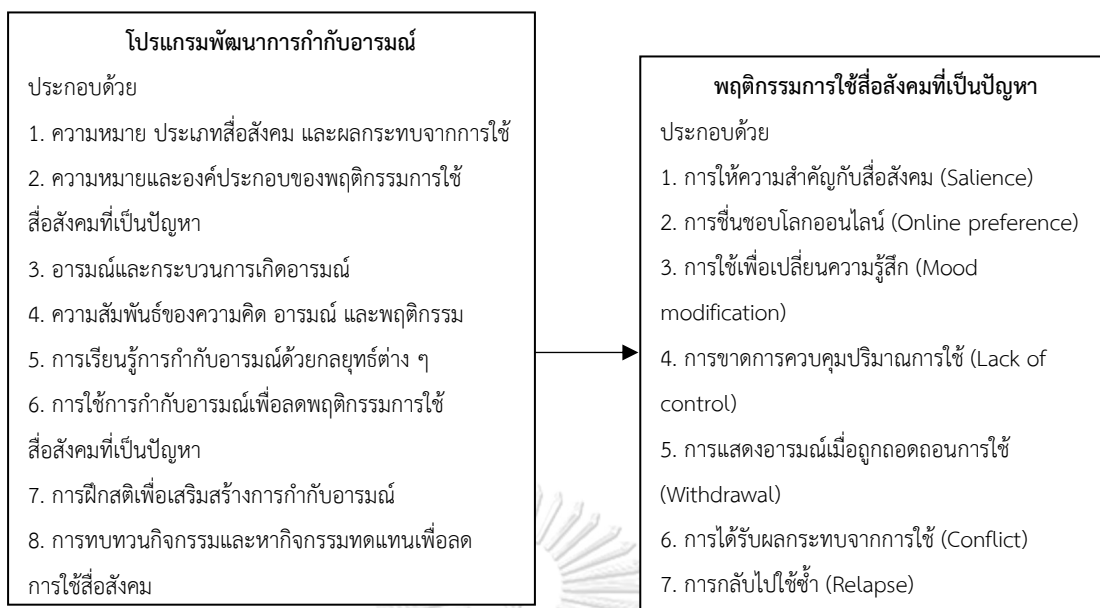 โปรแกรมพัฒนาการกำกับอารมณ์
ประกอบด้วย
1. ความหมาย ประเภทสื่อสังคม และผลกระทบจากการใช้
2. ความหมายและองค์ประกอบของพฤติกรรมการใช้
สื่อสังคมที่เป็นปัญหา
3. อารมณ์และกระบวนการเกิดอารมณ์
4. ความสัมพันธ์ของความคิด อารมณ์ และพฤติกรรม
5. การเรียนรู้การกำกับอารมณ์ด้วยกลยุทธ์ต่าง ๆ
6. การใช้การกำกับอารมณ์เพื่อลดพฤติกรรมการใช้
สื่อสังคมที่เป็นปัญหา
7. การฝึกสติเพื่อเสริมสร้างการกำกับอารมณ์
8. การทบทวนกิจกรรมและหากิจกรรมทดแทนเพื่อลด
การใช้สื่อสังคม
พฤติกรรมการใช้สื่อสังคมที่เป็นปัญหา
ประกอบด้วย
1. การให้ความสำคัญกับสื่อสังคม (Salience)
2. การชื่นชอบโลกออนไลน์ (Online preference)
3. การใช้เพื่อเปลี่ยนความรู้สึก (Mood
modification)
4. การขาดการควบคุมปริมาณการใช้ (Lack of
control)
5. การแสดงอารมณ์เมื่อถูกถอดถอนการใช้
(Withdrawal)
6. การได้รับผลกระทบจากการใช้ (Conflict)
7. การกลับไปใช้ซ้ำ (Relapse)